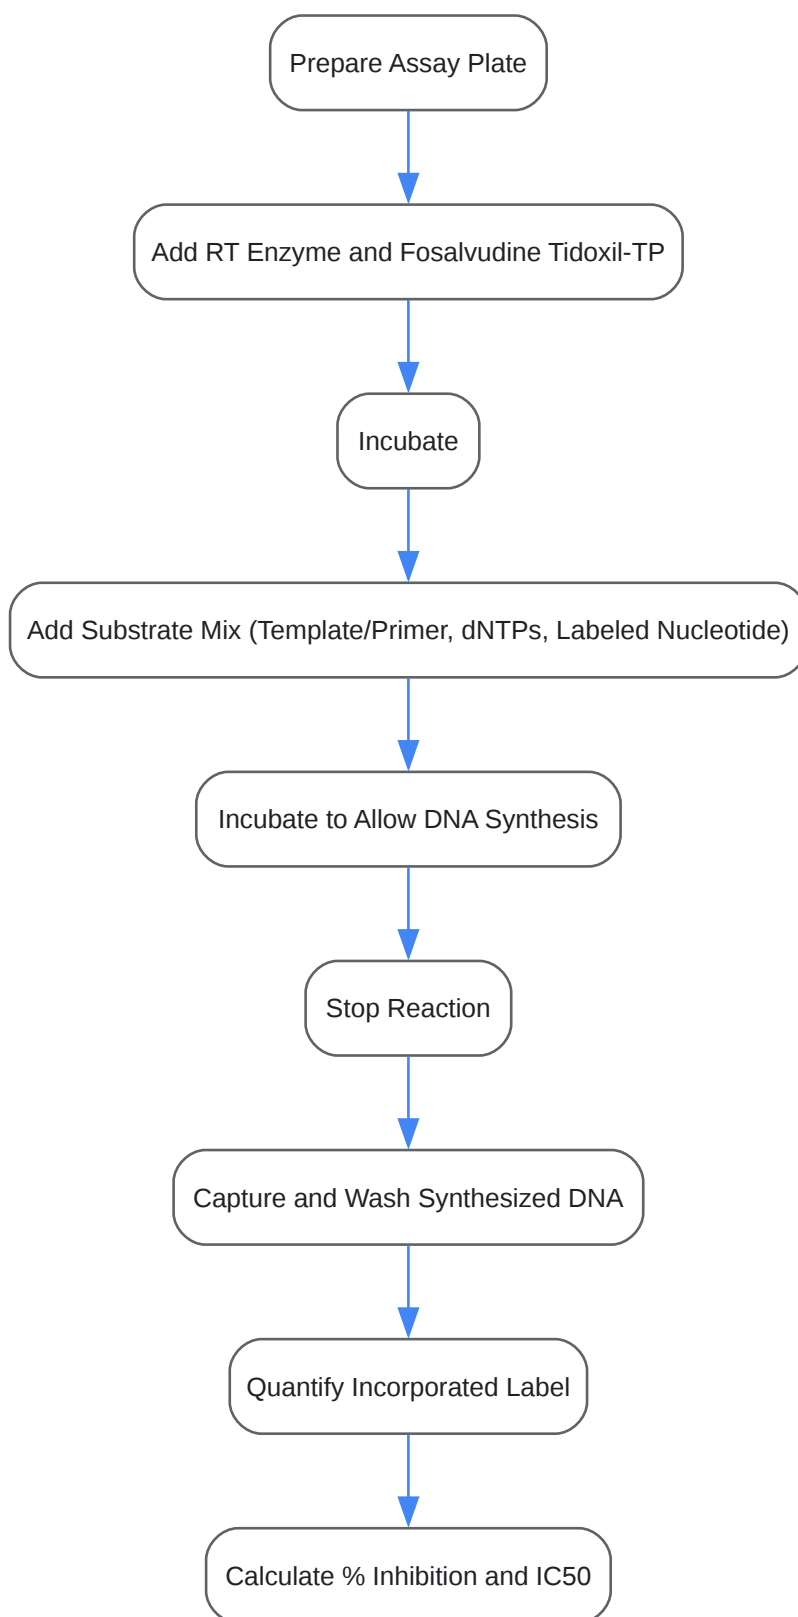 Prepare Assay Plate
Add RT Enzyme and Fosalvudine Tidoxil-TP
Incubate
Add Substrate Mix (Template/Primer, dNTPs, Labeled Nucleotide)
Incubate to Allow DNA Synthesis
Stop Reaction
Capture and Wash Synthesized DNA
Quantify Incorporated Label
Calculate % Inhibition and IC50